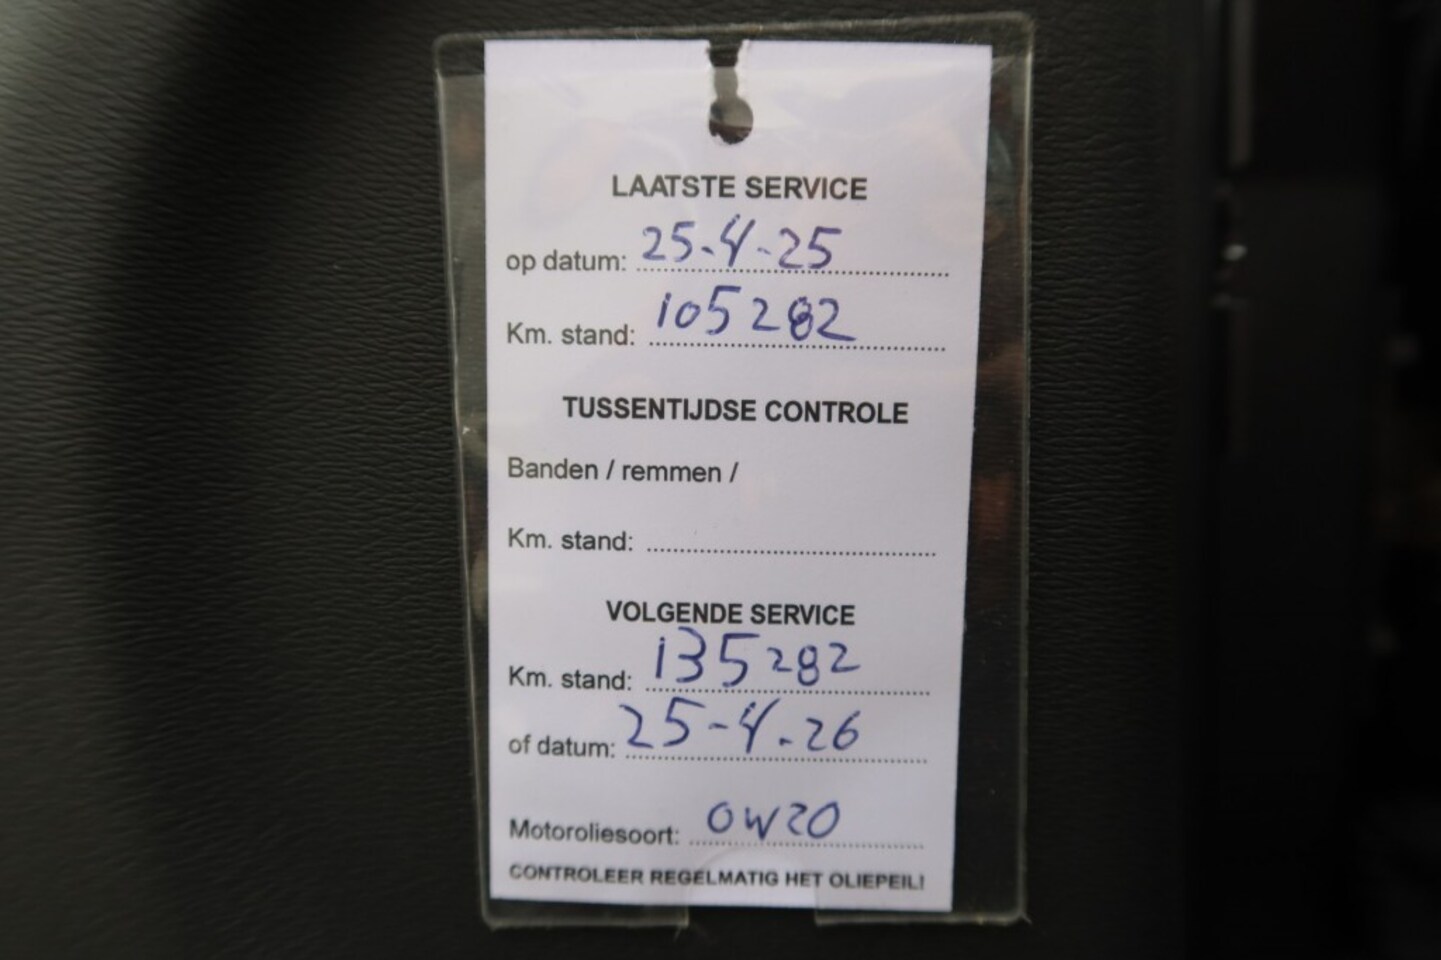 LAATSTE SERVICE
op datum: 25-4-25
Km. stand: 105282
TUSSENTIJDSE CONTROLE
Banden / remmen /
Km. stand:
VOLGENDE SERVICE
Km. stand: 135282
of datum: 25-4-26
Motoroliesoort: 0W20
CONTROLEER REGELMATIG HET OLIEPEIL!